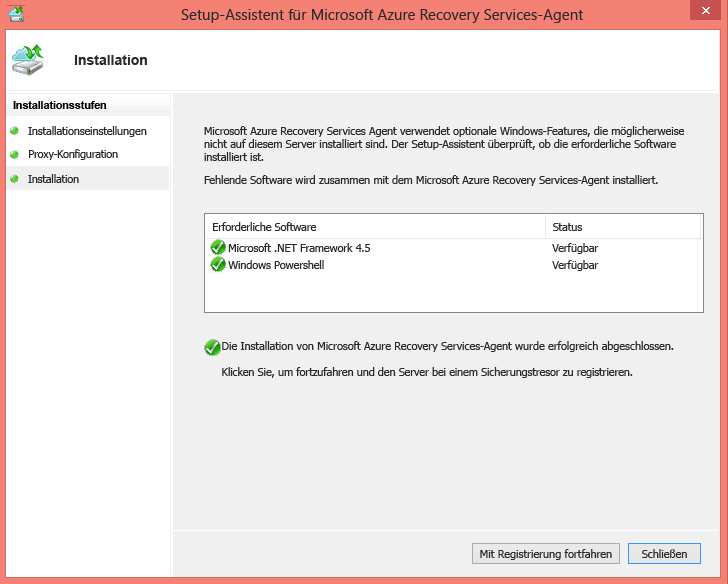 Setup-Assistent für Microsoft Azure Recovery Services-Agent
Installation
Installationsstufen
Installationseinstellungen
Proxy-Konfiguration
Installation
Microsoft Azure Recovery Services Agent verwendet optionale Windows-Features, die möglicherweise
nicht auf diesem Server installiert sind. Der Setup-Assistent überprüft, ob die erforderliche Software
installiert ist.
Fehlende Software wird zusammen mit dem Microsoft Azure Recovery Services-Agent installiert.
Erforderliche Software Status
Microsoft .NET Framework 4.5 Verfügbar
Windows Powershell Verfügbar
Die Installation von Microsoft Azure Recovery Services-Agent wurde erfolgreich abgeschlossen.
Klicken Sie, um fortzufahren und den Server bei einem Sicherungstresor zu registrieren.
Mit Registrierung fortfahren Schließen